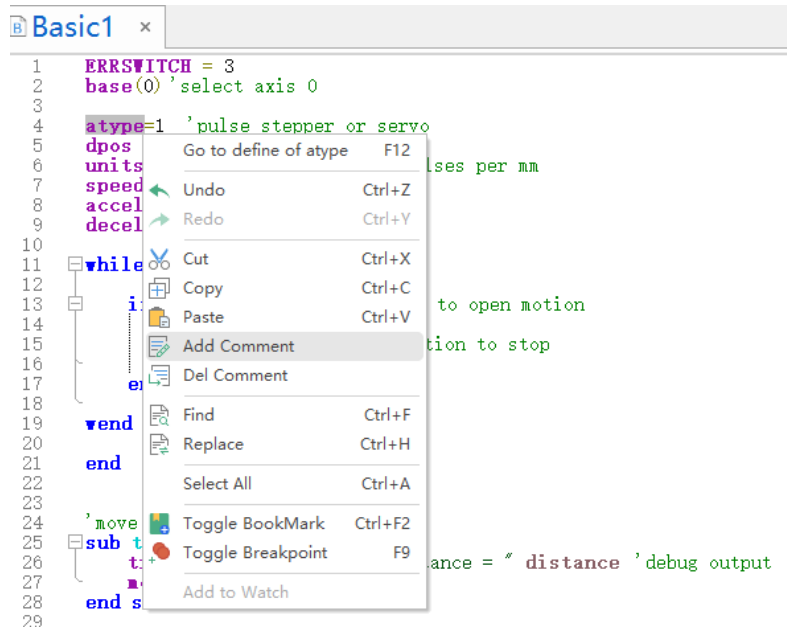 B Basic1 ×
1 ERRSWITCH = 3
2 base(0) 'select axis 0
3
4 atype=1 'pulse stepper or servo
5 dpos
6 units lses per mm
7 speed
8 accel
9 decel
10
11 while
12
13 i to open motion
14
15 tion to stop
16
17 e
18
19 wend
20
21 end
22
23
24 'move
25 sub t
26 t ance = " distance 'debug output
27 m
28 end s
29
Go to define of atype F12
Undo Ctrl+Z
Redo Ctrl+Y
Cut Ctrl+X
Copy Ctrl+C
Paste Ctrl+V
Add Comment
Del Comment
Find Ctrl+F
Replace Ctrl+H
Select All Ctrl+A
Toggle BookMark Ctrl+F2
Toggle Breakpoint F9
Add to Watch